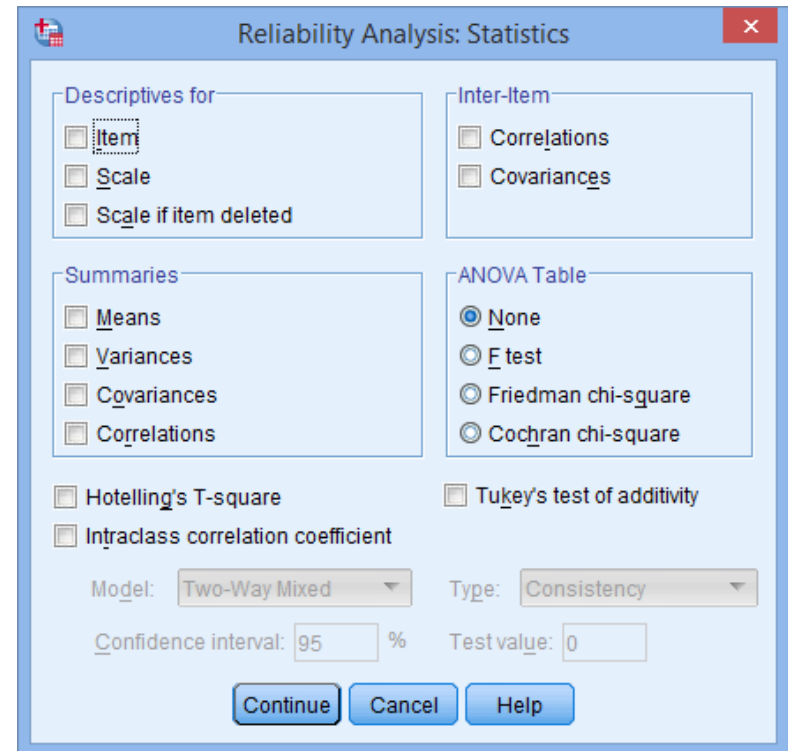 Reliability Analysis: Statistics
Descriptives for
Item
Scale
Scale if item deleted
Inter-Item
Correlations
Covariances
Summaries
Means
Variances
Covariances
Correlations
ANOVA Table
None
F test
Friedman chi-square
Cochran chi-square
Hotelling's T-square
Tukey's test of additivity
Intraclass correlation coefficient
Model: Two-Way Mixed Type: Consistency
Confidence interval: 95 % Test value: 0
Continue Cancel Help